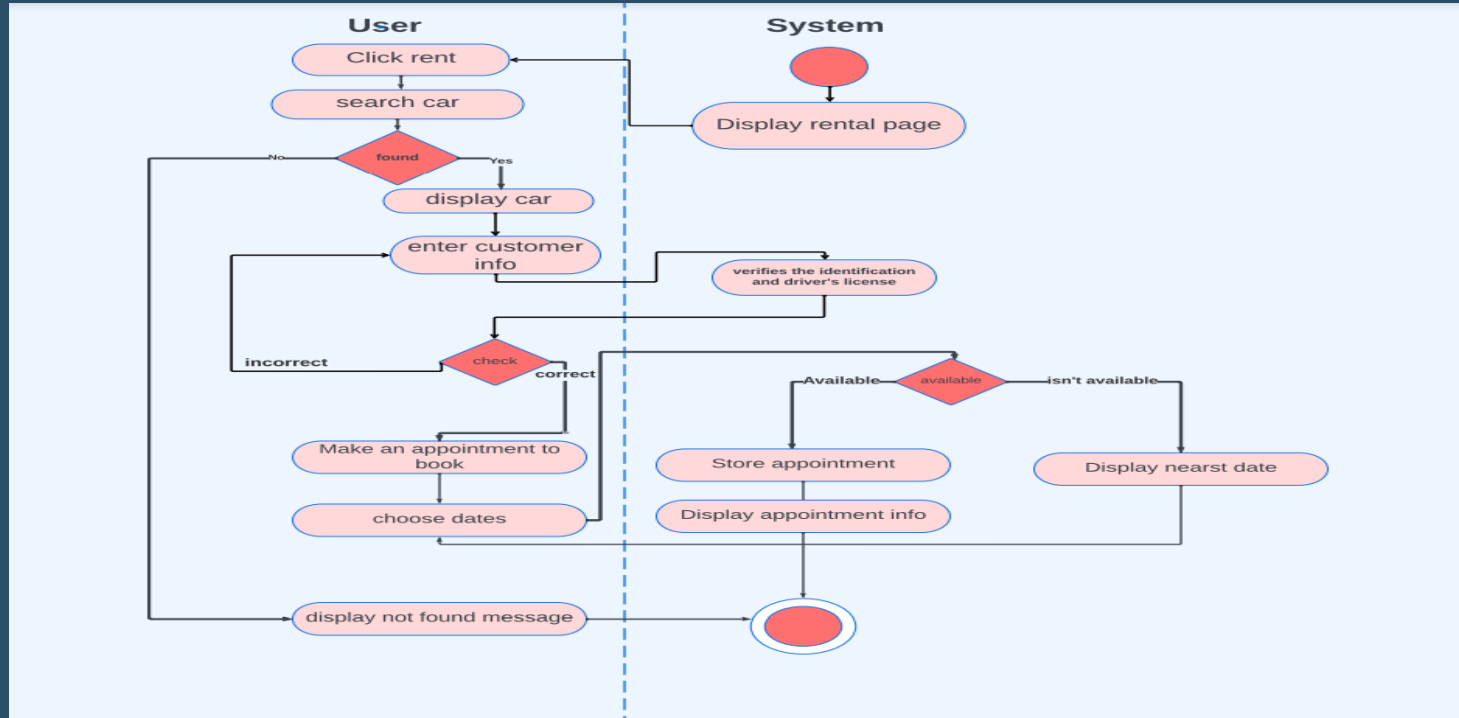 User
System
Click rent
Display rental page
search car
found
No
Yes
display car
enter customer
info
verifies the identification
and driver's license
incorrect
check
correct
available
Available
isn't available
Make an appointment to
book
Store appointment
Display nearst date
choose dates
Display appointment info
display not found message